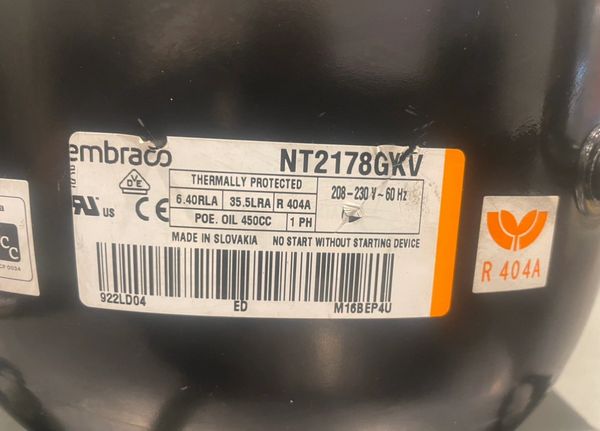 embraco
NT2178GKV
VDE
THERMALLY PROTECTED
6.40RLA 35.5LRA R 404A
208-230 V~60 Hz
US CE
POE. OIL 450CC 1 PH
MADE IN SLOVAKIA NO START WITHOUT STARTING DEVICE
922LD04 ED M16BEP4U
R 404A